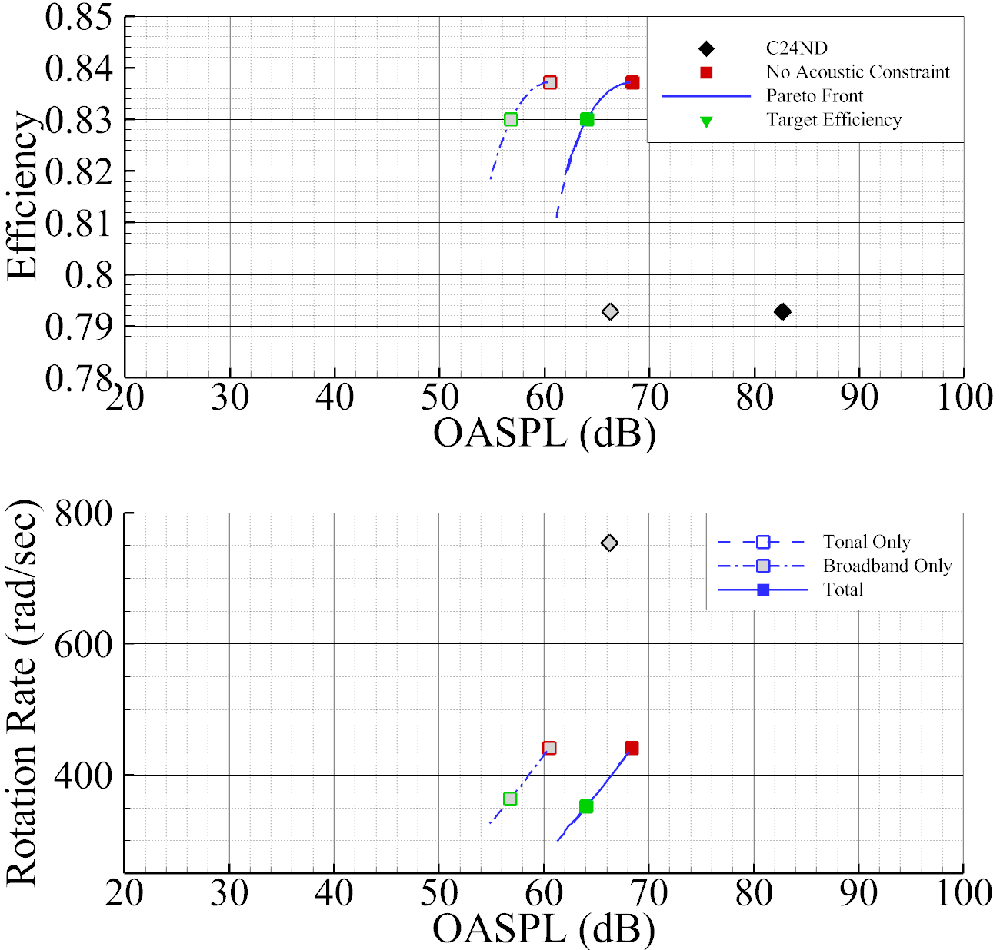 0.85
0.84
0.83
0.82
0.81
0.8
0.79
0.78
Efficiency
C24ND
No Acoustic Constraint
Pareto Front
Target Efficiency
20 30 40 50 60 70 80 90 100
OASPL (dB)
800
600
400
Rotation Rate (rad/sec)
Tonal Only
Broadband Only
Total
20 30 40 50 60 70 80 90 100
OASPL (dB)